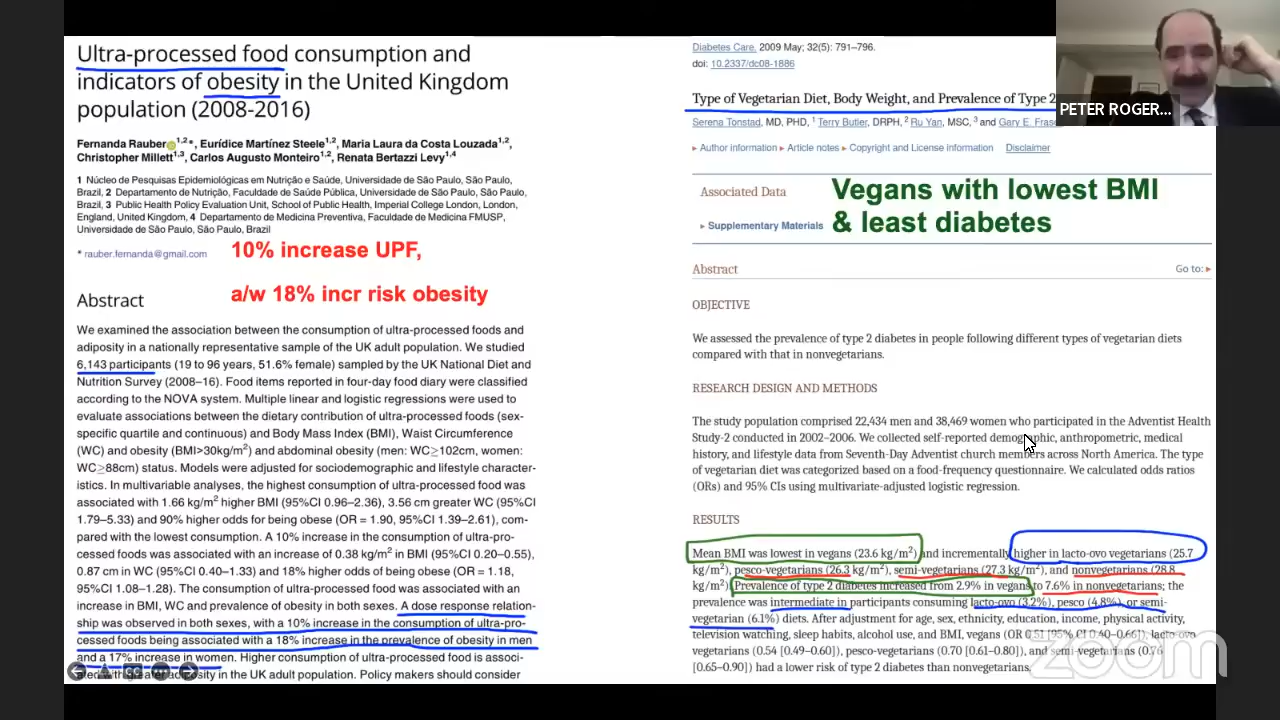 Ultra-processed food consumption and
indicators of obesity in the United Kingdom
population (2008-2016)
Fernanda Rauber 1,2*, Eurídice Martínez Steele1,2, Maria Laura da Costa Louzada1,2,
Christopher Millett1,3, Carlos Augusto Monteiro1,2, Renata Bertazzi Levy1,4
1 Núcleo de Pesquisas Epidemiológicas em Nutrição e Saúde, Universidade de São Paulo, São Paulo,
Brazil, 2 Departamento de Nutrição, Faculdade de Saúde Pública, Universidade de São Paulo, São Paulo,
Brazil, 3 Public Health Policy Evaluation Unit, School of Public Health, Imperial College London, London,
England, United Kingdom, 4 Departamento de Medicina Preventiva, Faculdade de Medicina FMUSP,
Universidade de São Paulo, São Paulo, Brazil
* rauber.fernanda@gmail.com
10% increase UPF,
a/w 18% incr risk obesity
Abstract
We examined the association between the consumption of ultra-processed foods and
adiposity in a nationally representative sample of the UK adult population. We studied
6,143 participants (19 to 96 years, 51.6% female) sampled by the UK National Diet and
Nutrition Survey (2008–16). Food items reported in four-day food diary were classified
according to the NOVA system. Multiple linear and logistic regressions were used to
evaluate associations between the dietary contribution of ultra-processed foods (sex-
specific quartile and continuous) and Body Mass Index (BMI), Waist Circumference
(WC) and obesity (BMI>30kg/m2) and abdominal obesity (men: WC≥102cm, women:
WC≥88cm) status. Models were adjusted for sociodemographic and lifestyle character-
istics. In multivariate analyses, the highest consumption of ultra-processed foods was
associated with 1.66 kg/m2 higher BMI (95%CI 0.96–2.36), 3.56 cm greater WC (95%CI
1.79–5.33) and 90% higher odds for being obese (OR = 1.90, 95%CI 1.39–2.61), com-
pared with the lowest consumption. A 10% increase in the consumption of ultra-pro-
cessed foods was associated with an increase of 0.38 kg/m2 in BMI (95%CI 0.20–0.55),
0.87 cm in WC (95%CI 0.40–1.33) and 18% higher odds of being obese (OR = 1.18,
95%CI 1.08–1.28). The consumption of ultra-processed food was associated with an
increase in BMI, WC and prevalence of obesity in both sexes. A dose response relation-
ship was observed in both sexes, with a 10% increase in the consumption of ultra-pro-
cessed foods being associated with a 18% increase in the prevalence of obesity in men
and a 17% increase in women. Higher consumption of ultra-processed food is associ-
ated with greater adiposity in the UK adult population. Policy makers should consider
Diabetes Care. 2009 May; 32(5): 791–796.
doi: 10.2337/dc08-1886
Type of Vegetarian Diet, Body Weight, and Prevalence of Type 2
Serena Tonstad, MD, PHD, 1 Terry Butler, DRPH, 2 Ru Yan, MSC, 3 and Gary E. Fras
▸ Author information ▸ Article notes ▸ Copyright and License information Disclaimer
Associated Data
▸ Supplementary Materials
Vegans with lowest BMI
& least diabetes
Abstract
Go to: ▸
OBJECTIVE
We assessed the prevalence of type 2 diabetes in people following different types of vegetarian diets
compared with that in nonvegetarians.
RESEARCH DESIGN AND METHODS
The study population comprised 22,434 men and 38,469 women who participated in the Adventist Health
Study-2 conducted in 2002–2006. We collected self-reported demographic, anthropometric, medical
history, and lifestyle data from Seventh-Day Adventist church members across North America. The type
of vegetarian diet was categorized based on a food-frequency questionnaire. We calculated odds ratios
(ORs) and 95% CIs using multivariate-adjusted logistic regression.
RESULTS
Mean BMI was lowest in vegans (23.6 kg/m2) and incrementally higher in lacto-ovo vegetarians (25.7
kg/m2), pesco-vegetarians (26.3 kg/m2), semi-vegetarians (27.3 kg/m2), and nonvegetarians (28.8
kg/m2). Prevalence of type 2 diabetes increased from 2.9% in vegans to 7.6% in nonvegetarians; the
prevalence was intermediate in participants consuming lacto-ovo (3.2%), pesco (4.8%), or semi-
vegetarian (6.1%) diets. After adjustment for age, sex, ethnicity, education, income, physical activity,
television watching, sleep habits, alcohol use, and BMI, vegans (OR 0.51 [95% CI 0.40–0.66]), lacto-ovo
vegetarians (0.54 [0.49–0.60]), pesco-vegetarians (0.70 [0.61–0.80]), and semi-vegetarians (0.76
[0.65–0.90]) had a lower risk of type 2 diabetes than nonvegetarians.
PETER ROGER...
zoom